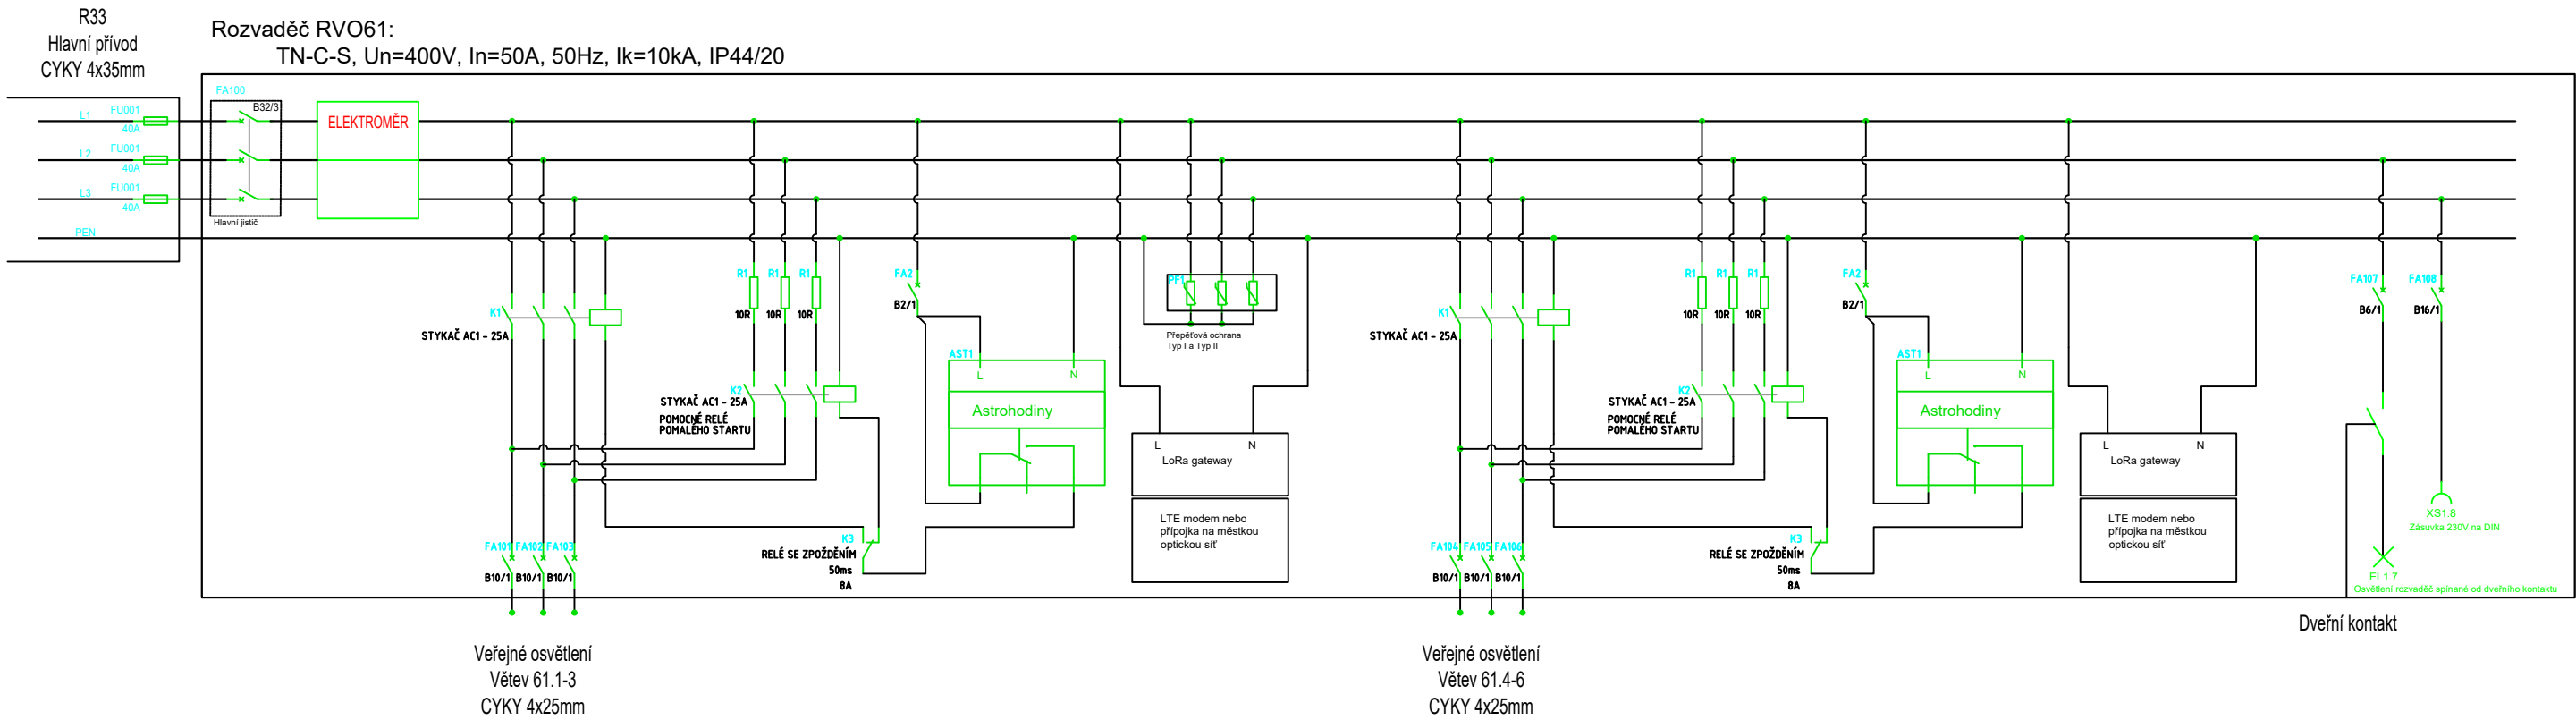 R33
Hlavní přívod
CYKY 4x35mm
Rozvaděč RVO61:
TN-C-S, Un=400V, In=50A, 50Hz, Ik=10kA, IP44/20
FA100
B32/3
Hlavní jistič
L1
FU001
40A
L2
FU001
40A
L3
FU001
40A
PEN
ELEKTROMĚR
K1
STYKAČ AC1 - 25A
R1
R1
R1
10R
10R
10R
K2
STYKAČ AC1 - 25A
POMOCNÉ RELÉ
POMALÉHO STARTU
FA2
B2/1
AST1
L
N
Astrohodiny
K3
RELÉ SE ZPOŽDĚNÍM
50ms
8A
FA101
FA102
FA103
B10/1
B10/1
B10/1
PF1
Přepěťová ochrana
Typ I a Typ II
L
N
LoRa gateway
LTE modem nebo
přípojka na městkou
optickou síť
K1
STYKAČ AC1 - 25A
R1
R1
R1
10R
10R
10R
K2
STYKAČ AC1 - 25A
POMOCNÉ RELÉ
POMALÉHO STARTU
FA2
B2/1
AST1
L
N
Astrohodiny
K3
RELÉ SE ZPOŽDĚNÍM
50ms
8A
FA104
FA105
FA106
B10/1
B10/1
B10/1
L
N
LoRa gateway
LTE modem nebo
přípojka na městkou
optickou síť
FA107
B6/1
FA108
B16/1
XS1.8
Zásuvka 230V na DIN
EL1.7
Osvětlení rozvaděč spínané od dveřního kontaktu
Dveřní kontakt
Veřejné osvětlení
Větev 61.1-3
CYKY 4x25mm
Veřejné osvětlení
Větev 61.4-6
CYKY 4x25mm